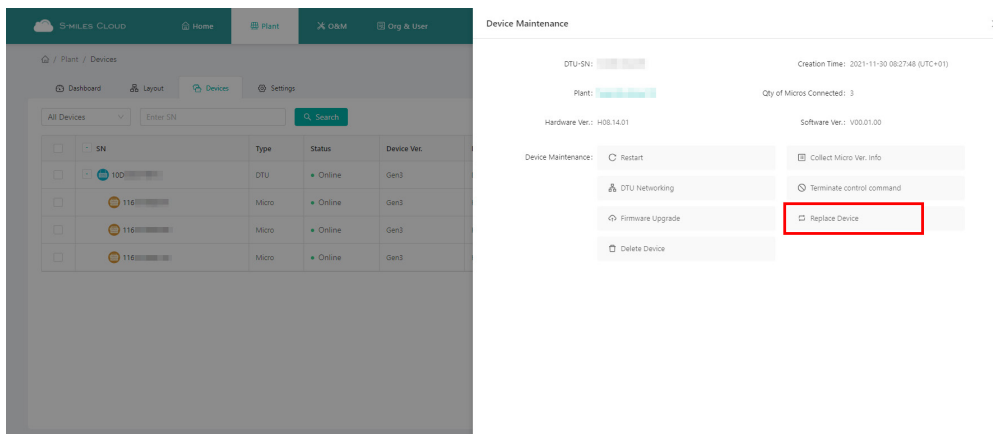 S-MILES CLOUD
Home
Plant
O&M
Org & User
/ Plant / Devices
Dashboard
Layout
Devices
Settings
All Devices
Enter SN
Search
SN Type Status Device Ver.
10D DTU Online Gen3
116 Micro Online Gen3
116 Micro Online Gen3
116 Micro Online Gen3
Device Maintenance
DTU-SN:
Creation Time: 2021-11-30 08:27:48 (UTC+01)
Plant:
Qty of Micros Connected: 3
Hardware Ver.: H08.14.01
Software Ver.: V00.01.00
Device Maintenance:
Restart
Collect Micro Ver. Info
DTU Networking
Terminate control command
Firmware Upgrade
Replace Device
Delete Device